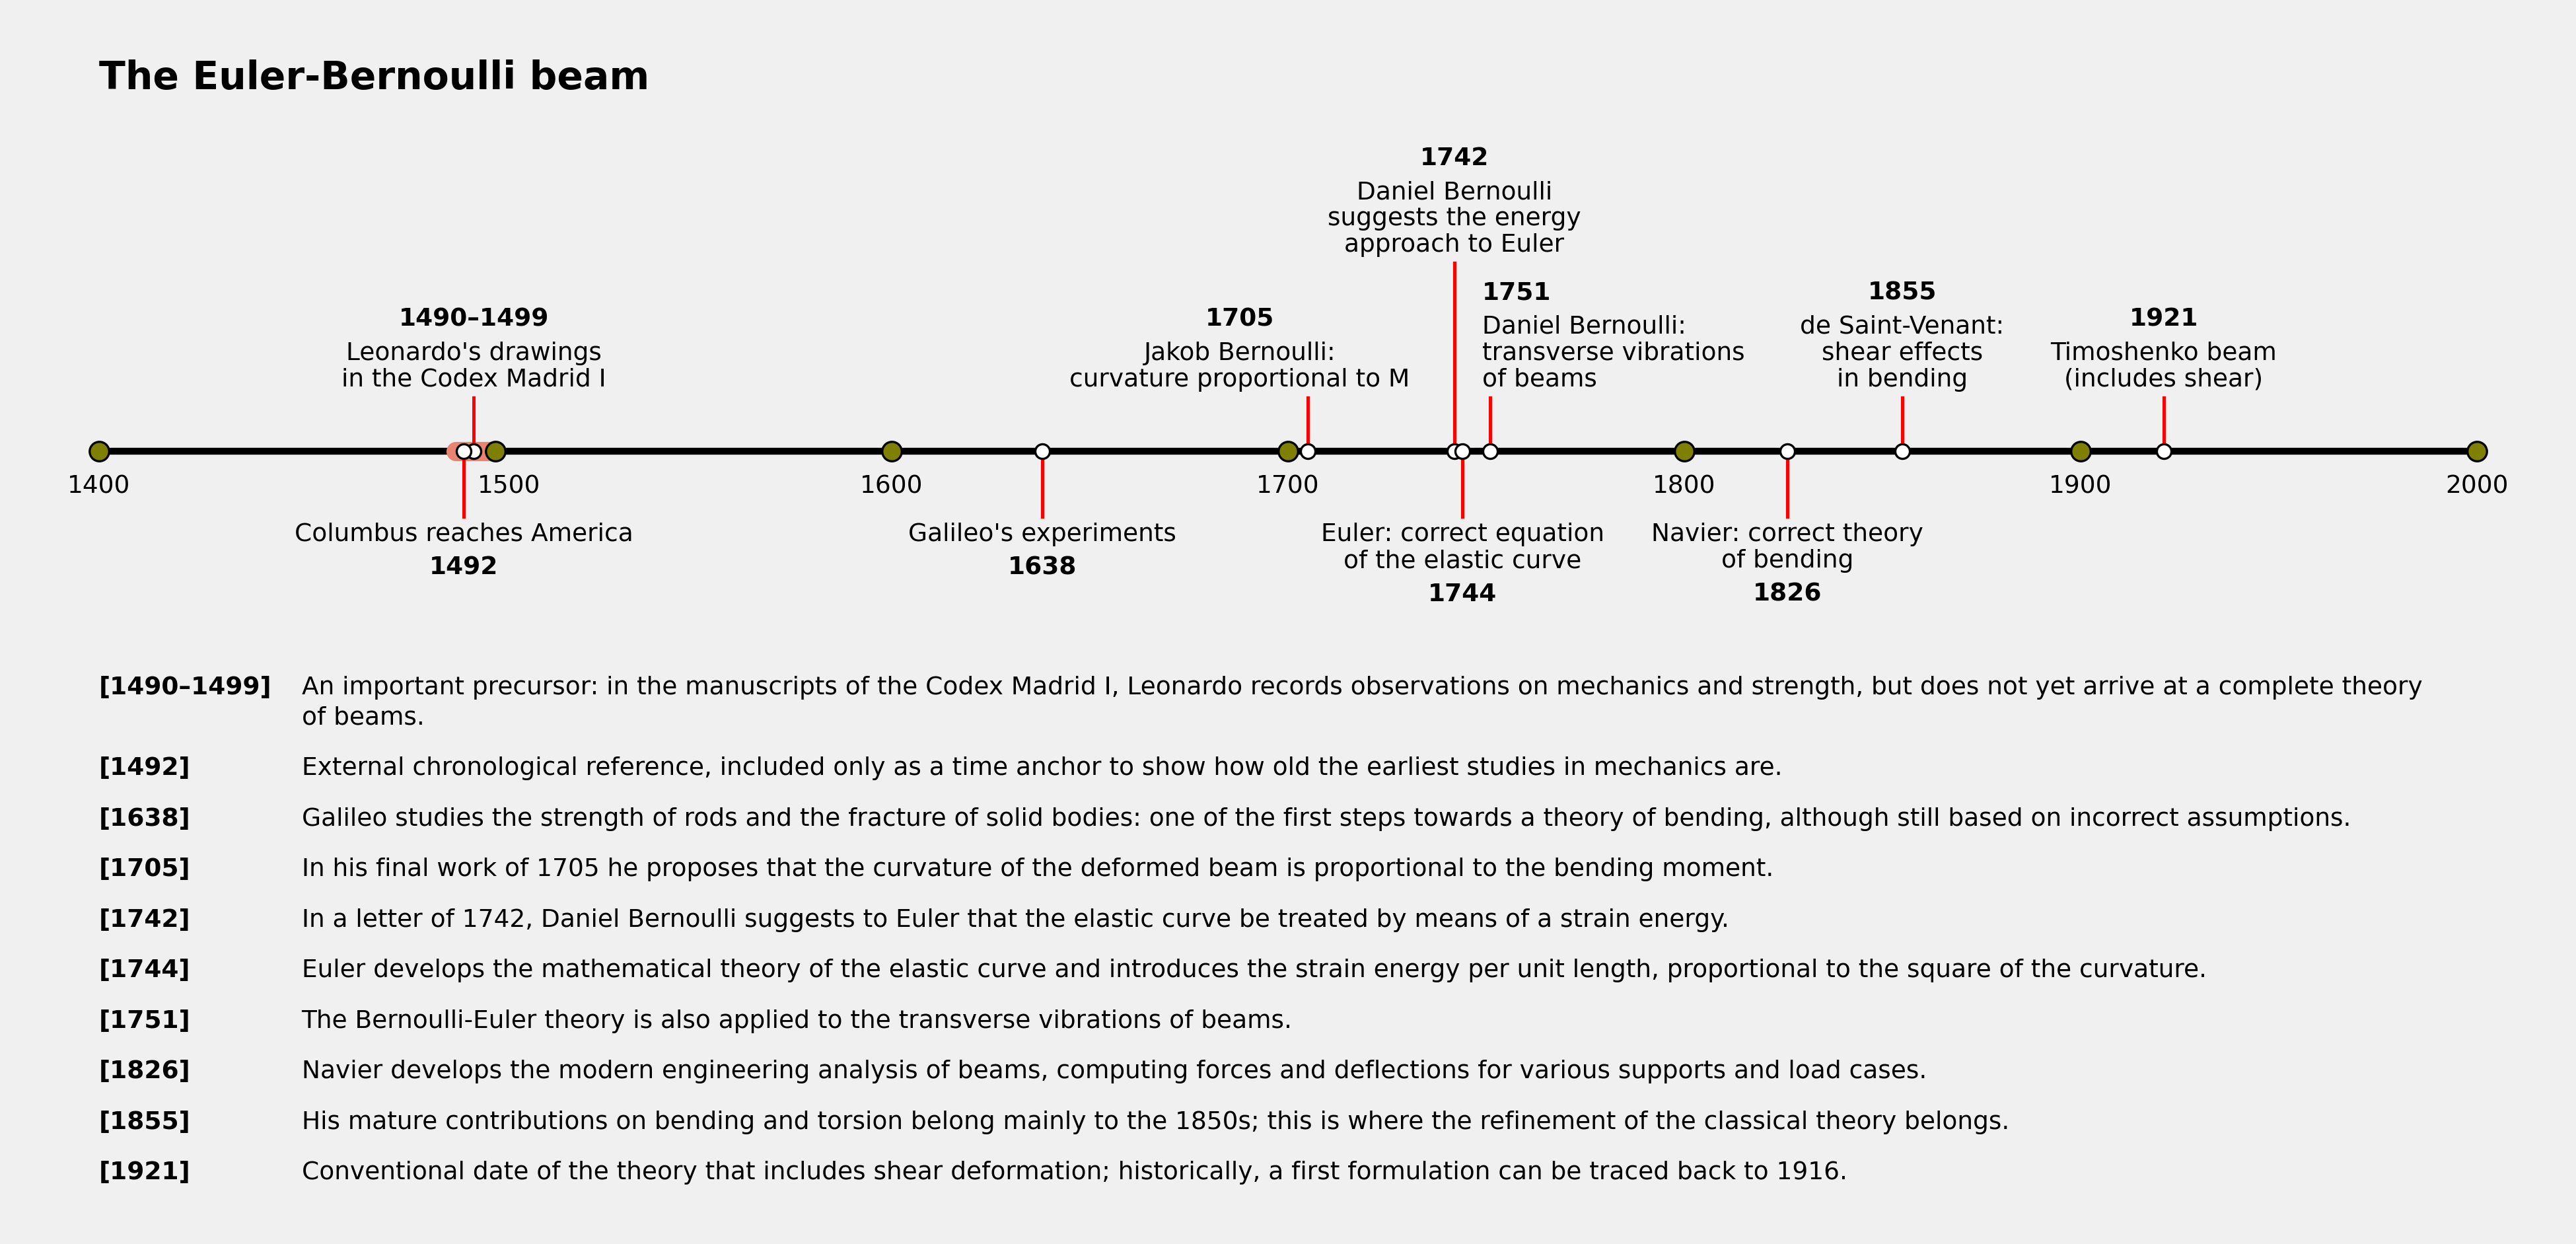 The Euler-Bernoulli beam
1742
Daniel Bernoulli
suggests the energy
approach to Euler
1490–1499
Leonardo's drawings
in the Codex Madrid I
1705
Jakob Bernoulli:
curvature proportional to M
1751
Daniel Bernoulli:
transverse vibrations
of beams
1855
de Saint-Venant:
shear effects
in bending
1921
Timoshenko beam
(includes shear)
1400 1500 1600 1700 1800 1900 2000
Columbus reaches America
1492
Galileo's experiments
1638
Euler: correct equation
of the elastic curve
1744
Navier: correct theory
of bending
1826
[1490–1499] An important precursor: in the manuscripts of the Codex Madrid I, Leonardo records observations on mechanics and strength, but does not yet arrive at a complete theory
of beams.
[1492] External chronological reference, included only as a time anchor to show how old the earliest studies in mechanics are.
[1638] Galileo studies the strength of rods and the fracture of solid bodies: one of the first steps towards a theory of bending, although still based on incorrect assumptions.
[1705] In his final work of 1705 he proposes that the curvature of the deformed beam is proportional to the bending moment.
[1742] In a letter of 1742, Daniel Bernoulli suggests to Euler that the elastic curve be treated by means of a strain energy.
[1744] Euler develops the mathematical theory of the elastic curve and introduces the strain energy per unit length, proportional to the square of the curvature.
[1751] The Bernoulli-Euler theory is also applied to the transverse vibrations of beams.
[1826] Navier develops the modern engineering analysis of beams, computing forces and deflections for various supports and load cases.
[1855] His mature contributions on bending and torsion belong mainly to the 1850s; this is where the refinement of the classical theory belongs.
[1921] Conventional date of the theory that includes shear deformation; historically, a first formulation can be traced back to 1916.